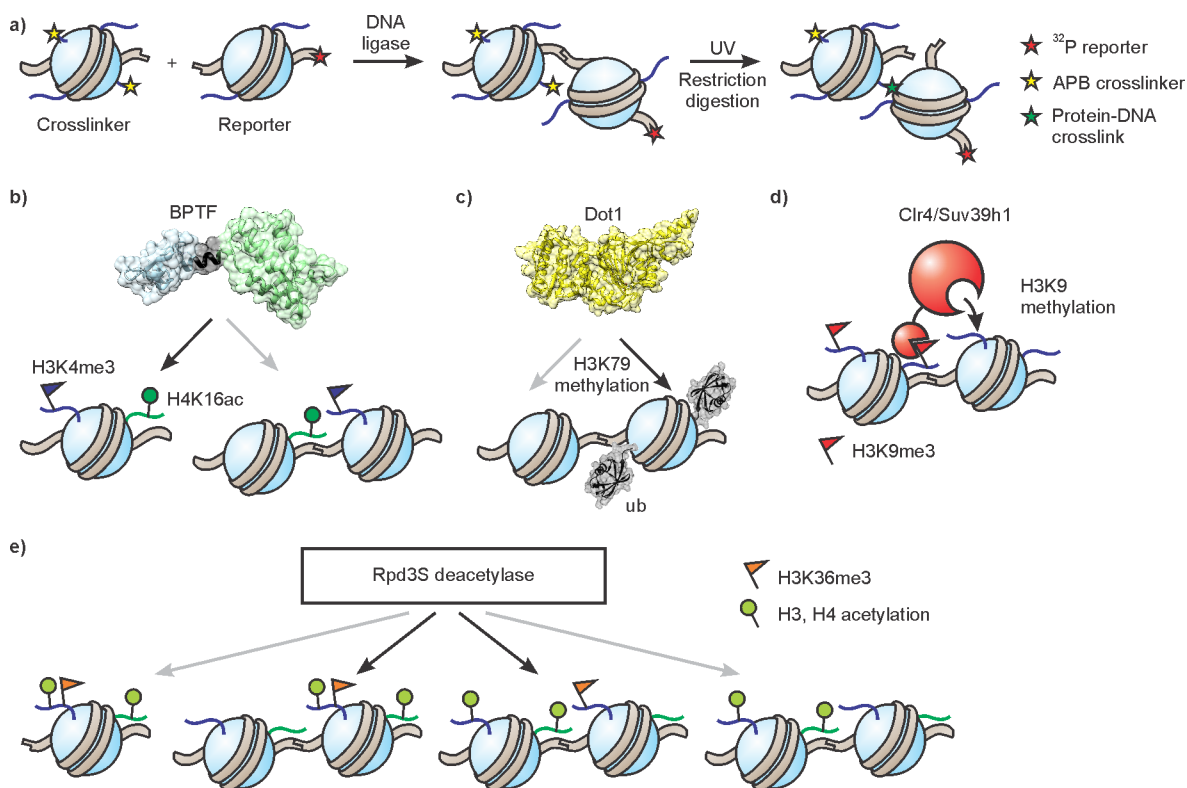 a)
Crosslinker
+
Reporter
DNA
ligase
UV
Restriction
digestion
³²P reporter
APB crosslinker
Protein-DNA
crosslink
b)
BPTF
H3K4me3
H4K16ac
c)
Dot1
H3K79
methylation
ub
d)
Clr4/Suv39h1
H3K9
methylation
H3K9me3
e)
Rpd3S deacetylase
H3K36me3
H3, H4 acetylation